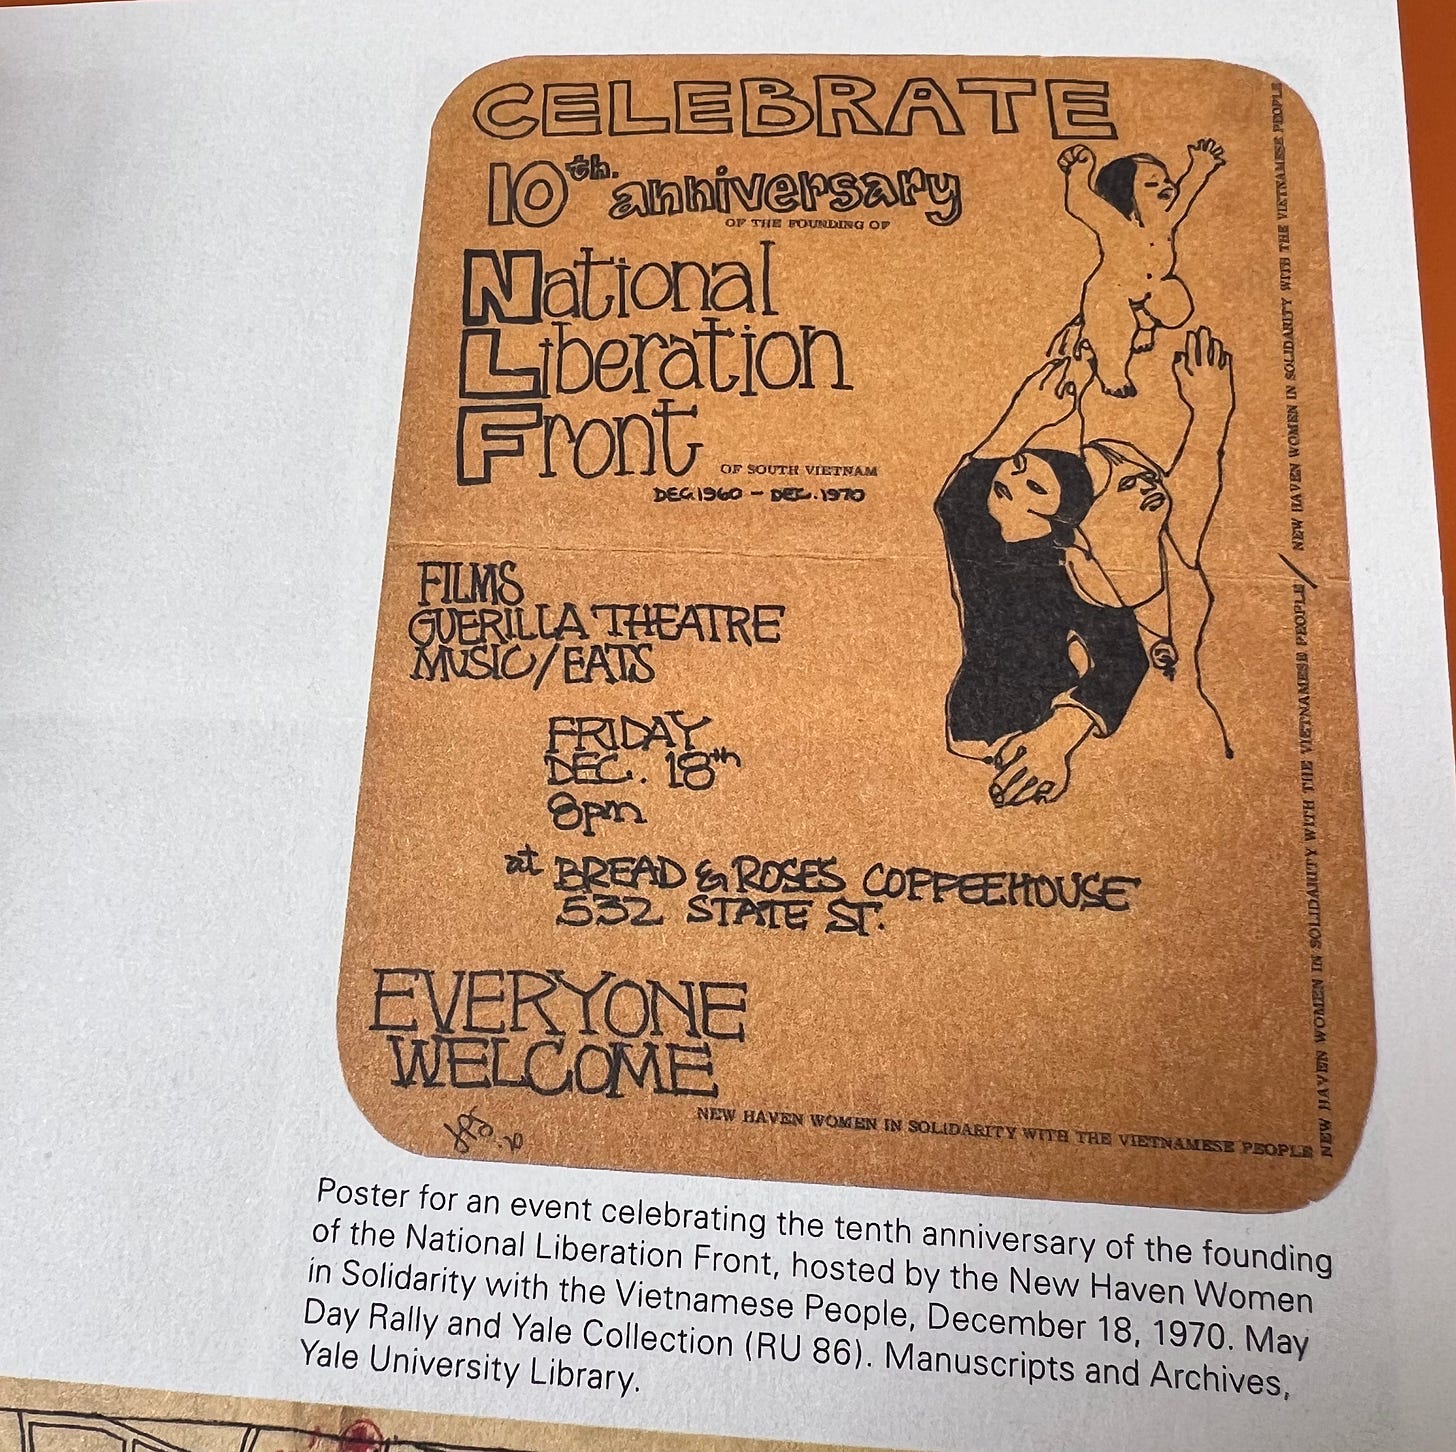 CELEBRATE
10th. anniversary
OF THE FOUNDING OF
National
Liberation
Front
OF SOUTH VIETNAM
DEC.1960 - DEC.1970
FILMS
GUERILLA THEATRE
MUSIC/EATS
FRIDAY
DEC. 18th
8pm
at BREAD & ROSES COFFEEHOUSE
532 STATE ST.
EVERYONE
WELCOME
NEW HAVEN WOMEN IN SOLIDARITY WITH THE VIETNAMESE PEOPLE
NEW HAVEN WOMEN IN SOLIDARITY WITH THE VIETNAMESE PEOPLE / NEW HAVEN WOMEN IN SOLIDARITY WITH THE VIETNAMESE PEOPLE
Poster for an event celebrating the tenth anniversary of the founding
of the National Liberation Front, hosted by the New Haven Women
in Solidarity with the Vietnamese People, December 18, 1970. May
Day Rally and Yale Collection (RU 86). Manuscripts and Archives,
Yale University Library.